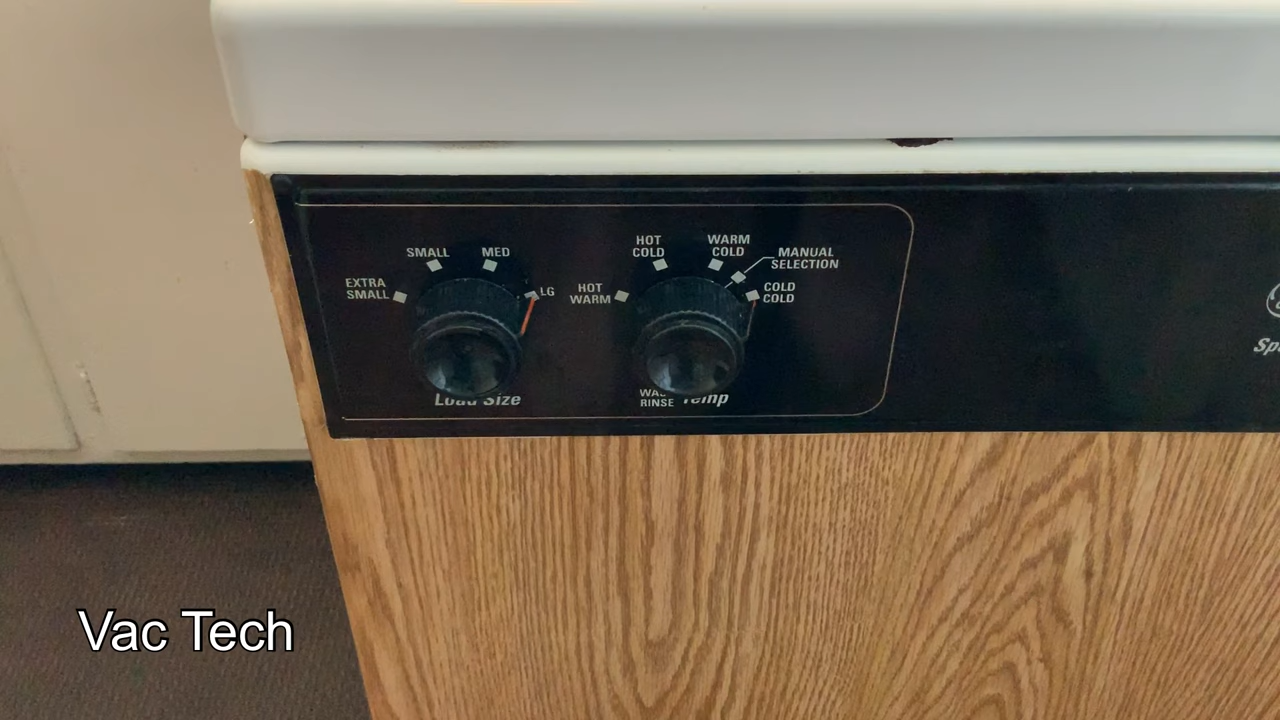 SMALL
MED
EXTRA
SMALL
LG
Load Size
HOT
COLD
WARM
COLD
MANUAL
SELECTION
HOT
WARM
COLD
COLD
RINSE
Temp
Vac Tech